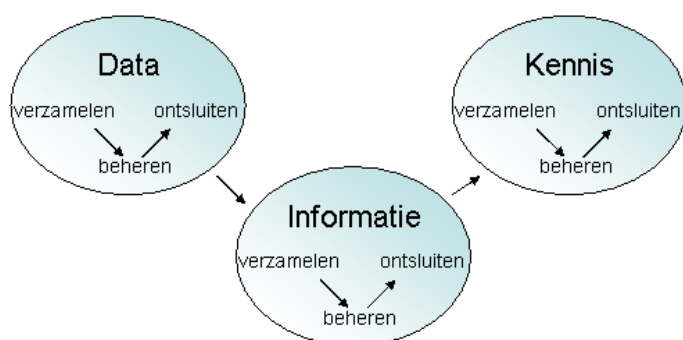 Data
verzamelen ontsluiten
beheren
Informatie
verzamelen ontsluiten
beheren
Kennis
verzamelen ontsluiten
beheren